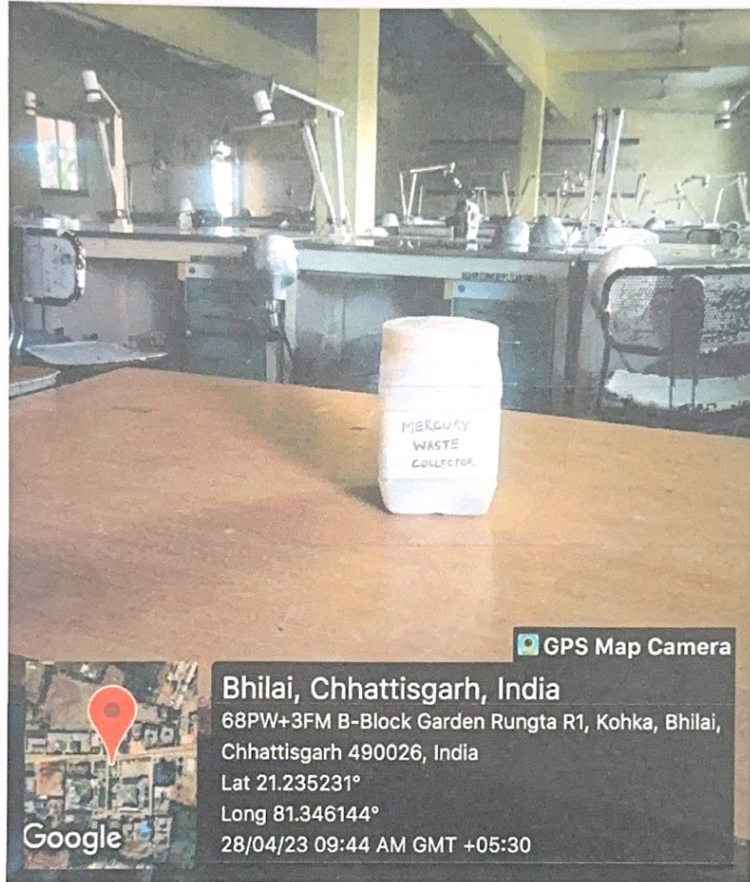 MERCURY
WASTE
COLLECTOR
GPS Map Camera
Bhilai, Chhattisgarh, India
68PW+3FM B-Block Garden Rungta R1, Kohka, Bhilai,
Chhattisgarh 490026, India
Lat 21.235231°
Long 81.346144°
28/04/23 09:44 AM GMT +05:30
Google